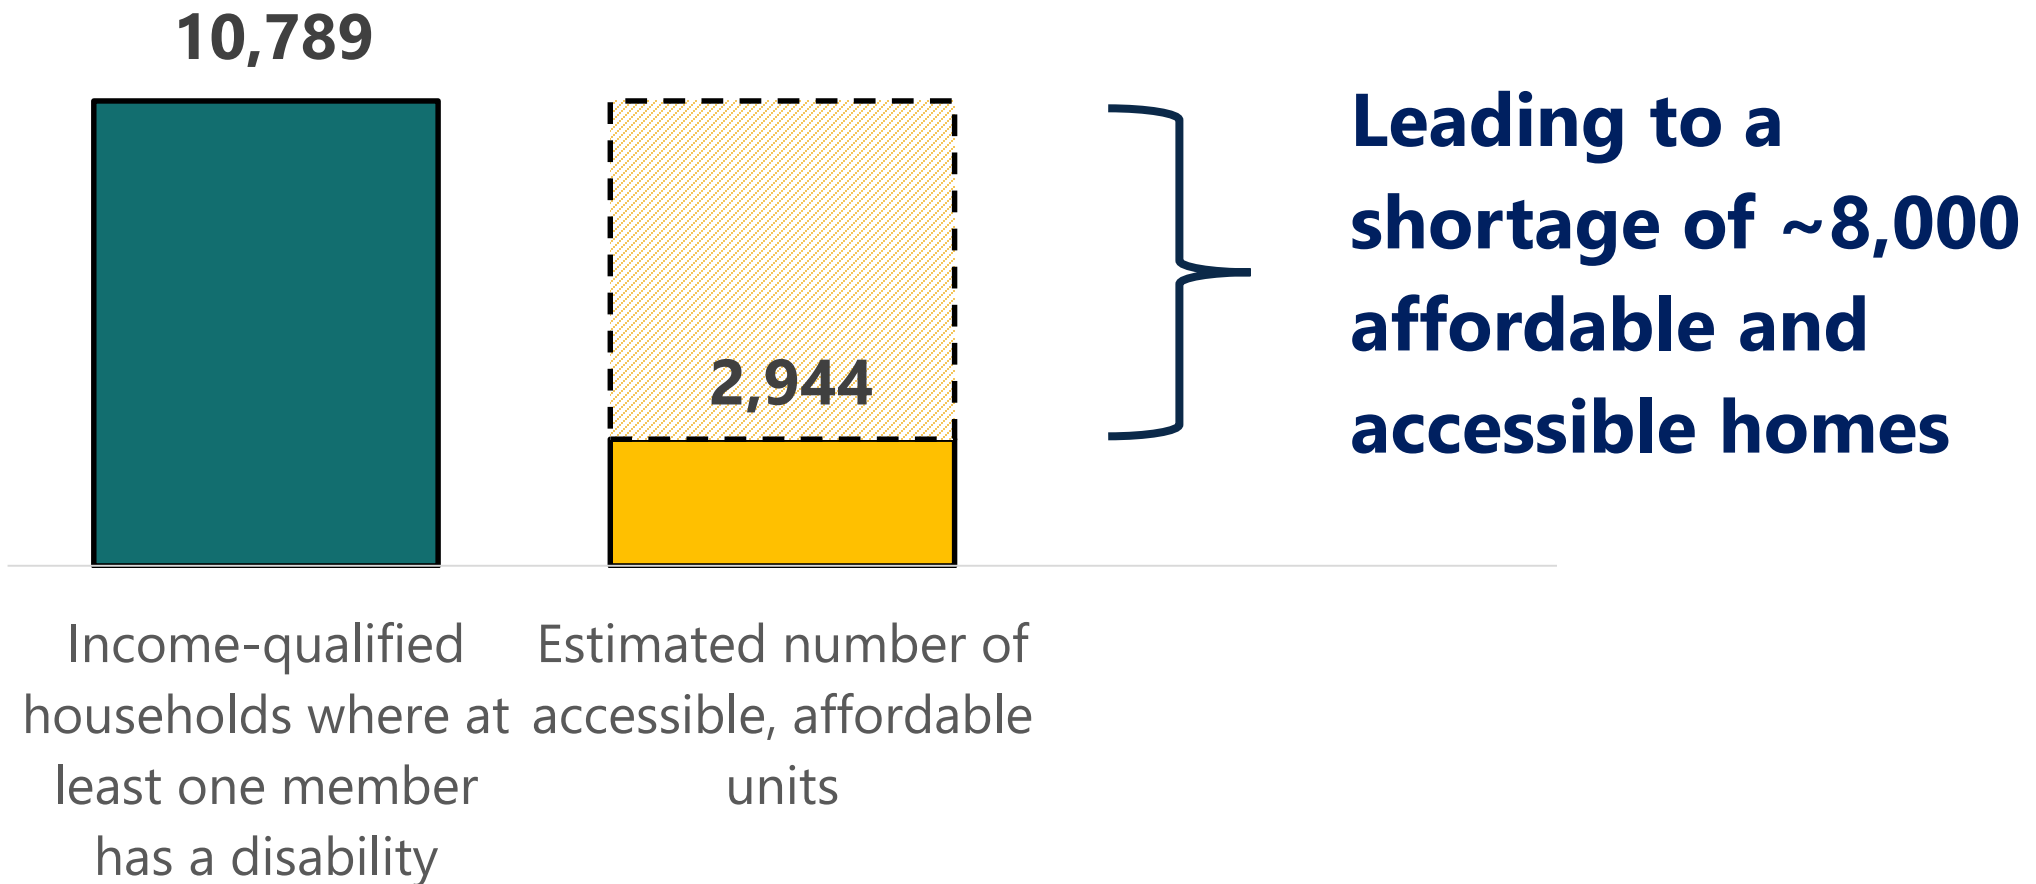 10,789
2,944
Leading to a
shortage of ~8,000
affordable and
accessible homes
Income-qualified
households where at
least one member
has a disability
Estimated number of
accessible, affordable
units